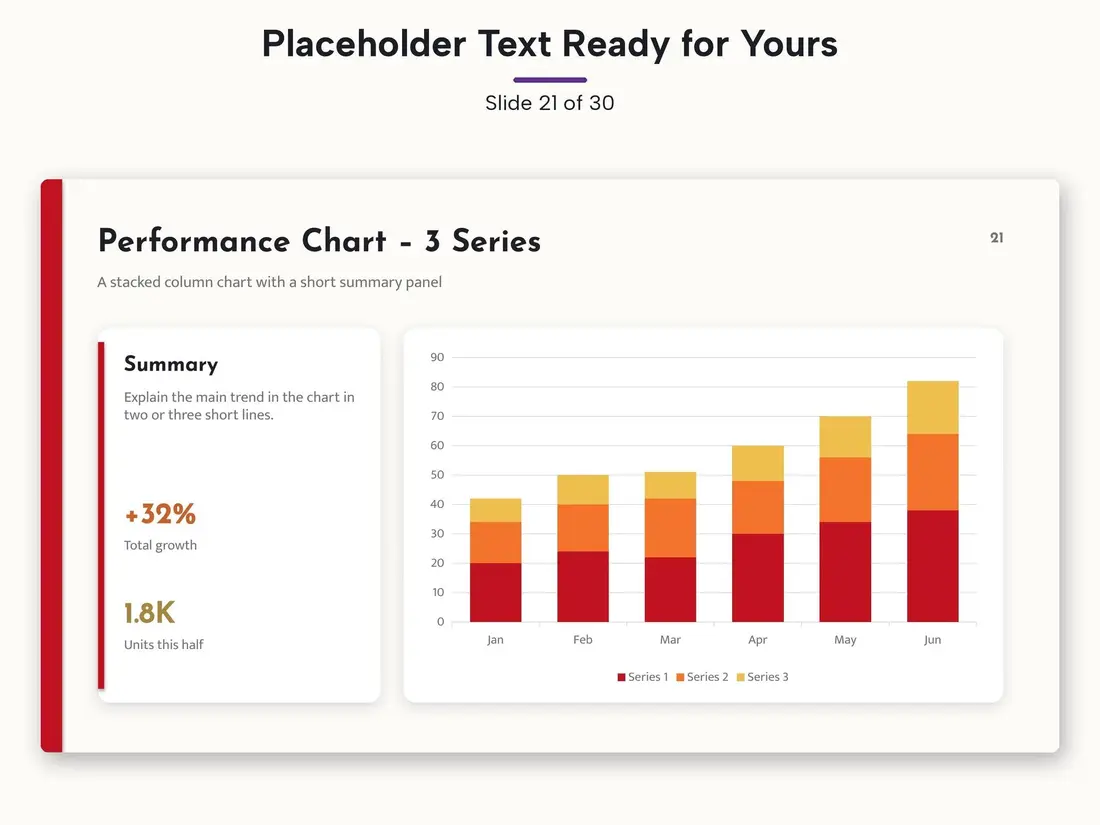 Placeholder Text Ready for Yours
Slide 21 of 30
Performance Chart – 3 Series
21
A stacked column chart with a short summary panel
Summary
Explain the main trend in the chart in
two or three short lines.
+32%
Total growth
1.8K
Units this half
90
80
70
60
50
40
30
20
10
0
Jan Feb Mar Apr May Jun
Series 1 Series 2 Series 3